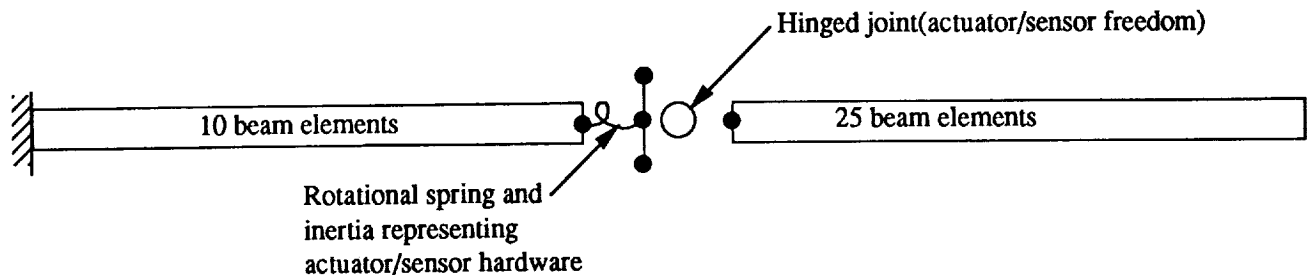 Hinged joint(actuator/sensor freedom)
10 beam elements
25 beam elements
Rotational spring and
inertia representing
actuator/sensor hardware